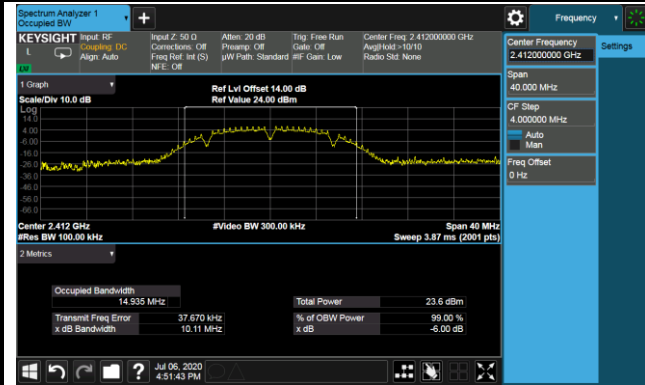 Spectrum Analyzer 1
Occupied BW
Frequency
KEYSIGHT
L
Input: RF
Coupling: DC
Align: Auto
Input Z: 50 Ω
Corrections: Off
Freq Ref: Int (S)
NFE: Off
Atten: 20 dB
Preamp: Off
µW Path: Standard
Trig: Free Run
Gate: Off
#IF Gain: Low
Center Freq: 2.412000000 GHz
Avg|Hold:>10/10
Radio Std: None
Center Frequency
2.412000000 GHz
Settings
Span
40.000 MHz
CF Step
4.000000 MHz
Auto
Man
Freq Offset
0 Hz
1 Graph
Scale/Div 10.0 dB
Ref Lvl Offset 14.00 dB
Ref Value 24.00 dBm
Log
14.0
4.00
-6.00
-16.0
-26.0
-36.0
-46.0
-56.0
-66.0
Center 2.412 GHz
#Res BW 100.00 kHz
#Video BW 300.00 kHz
Span 40 MHz
Sweep 3.87 ms (2001 pts)
2 Metrics
Occupied Bandwidth
14.935 MHz
Transmit Freq Error 37.670 kHz
x dB Bandwidth 10.11 MHz
Total Power 23.6 dBm
% of OBW Power 99.00 %
x dB -6.00 dB
Jul 06, 2020
4:51:43 PM